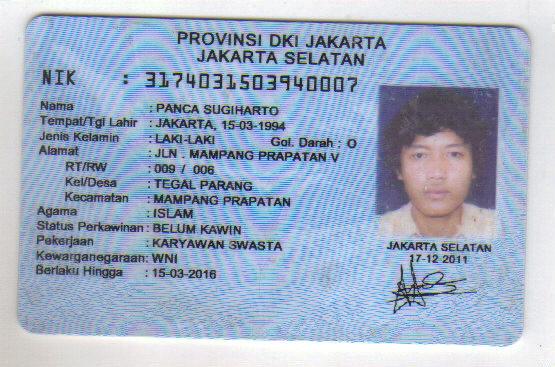 PROVINSI DKI JAKARTA
JAKARTA SELATAN
NIK : 3174031503940007
Nama : PANCA SUGIHARTO
Tempat/Tgl Lahir : JAKARTA, 15-03-1994
Jenis Kelamin : LAKI-LAKI Gol. Darah : O
Alamat : JLN . MAMPANG PRAPATAN V
RT/RW : 009 / 006
Kel/Desa : TEGAL PARANG
Kecamatan : MAMPANG PRAPATAN
Agama : ISLAM
Status Perkawinan : BELUM KAWIN
Pekerjaan : KARYAWAN SWASTA
Kewarganegaraan : WNI
Berlaku Hingga : 15-03-2016
JAKARTA SELATAN
17-12 2011